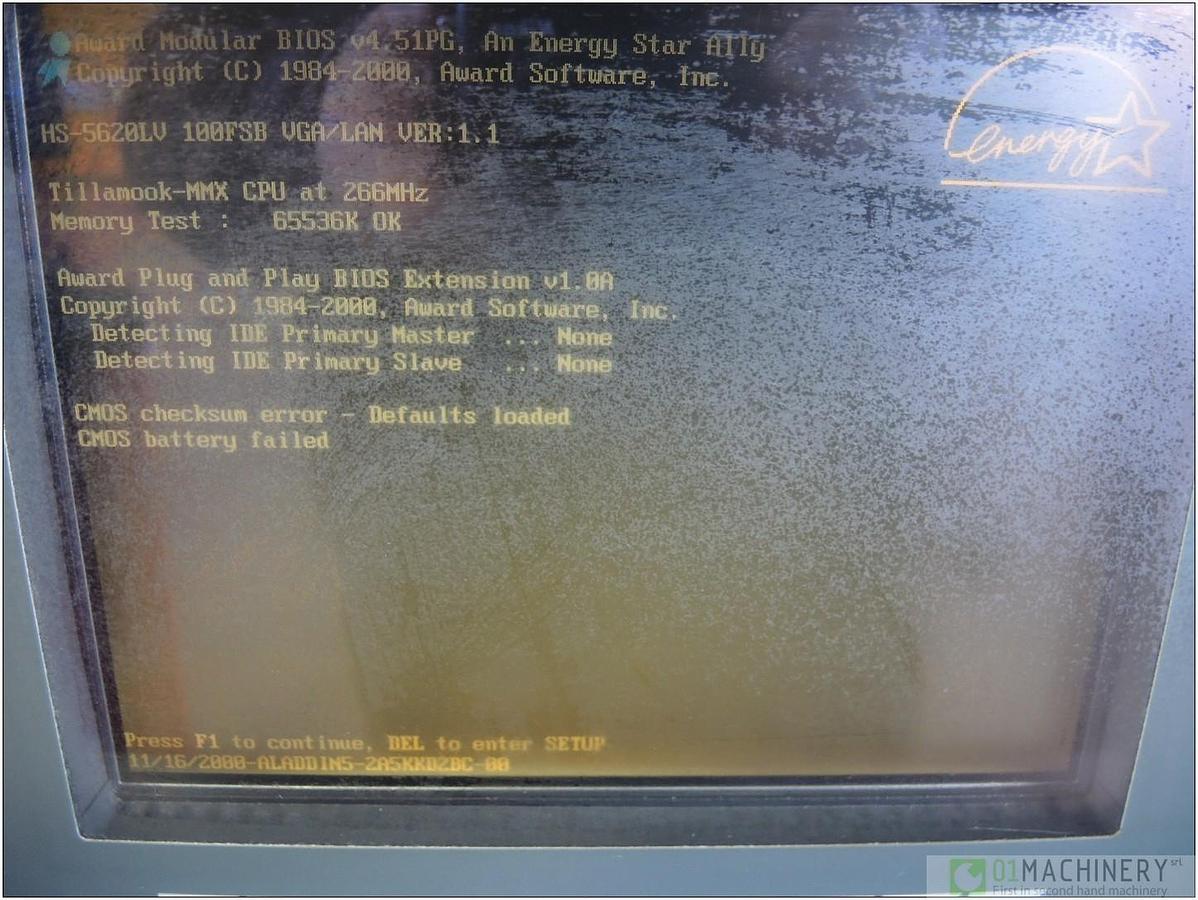 Award Modular BIOS v4.51PG, An Energy Star Ally
Copyright (C) 1984-2000, Award Software, Inc.
energy
HS-5620LV 100FSB VGA/LAN VER:1.1
Tillamook-MMX CPU at 266MHz
Memory Test :   65536K OK
Award Plug and Play BIOS Extension v1.0A
Copyright (C) 1984-2000, Award Software, Inc.
Detecting IDE Primary Master   ... None
Detecting IDE Primary Slave    ... None
CMOS checksum error - Defaults loaded
CMOS battery failed
Press F1 to continue, DEL to enter SETUP
11/16/2000-ALADDIN5-2A5KKD2BC-00
01MACHINERY srl
First in second hand machinery